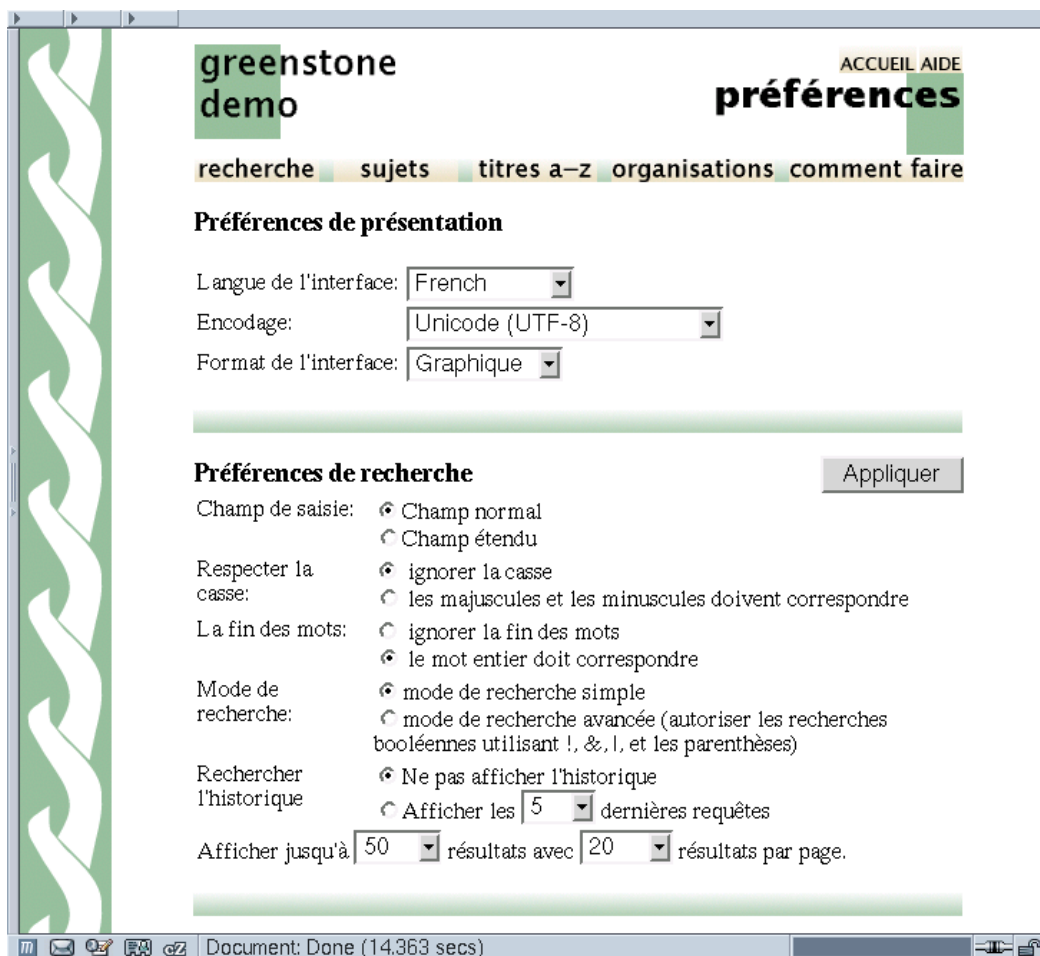 greenstone
demo
ACCUEIL AIDE
préférences
recherche sujets titres a–z organisations comment faire
Préférences de présentation
Langue de l'interface: French
Encodage: Unicode (UTF-8)
Format de l'interface: Graphique
Préférences de recherche Appliquer
Champ de saisie: Champ normal
Champ étendu
Respecter la casse: ignorer la casse
les majuscules et les minuscules doivent correspondre
La fin des mots: ignorer la fin des mots
le mot entier doit correspondre
Mode de recherche: mode de recherche simple
mode de recherche avancée (autoriser les recherches
booléennes utilisant !, &, |, et les parenthèses)
Rechercher l'historique Ne pas afficher l'historique
Afficher les 5 dernières requêtes
Afficher jusqu'à 50 résultats avec 20 résultats par page.
Document: Done (14.363 secs)